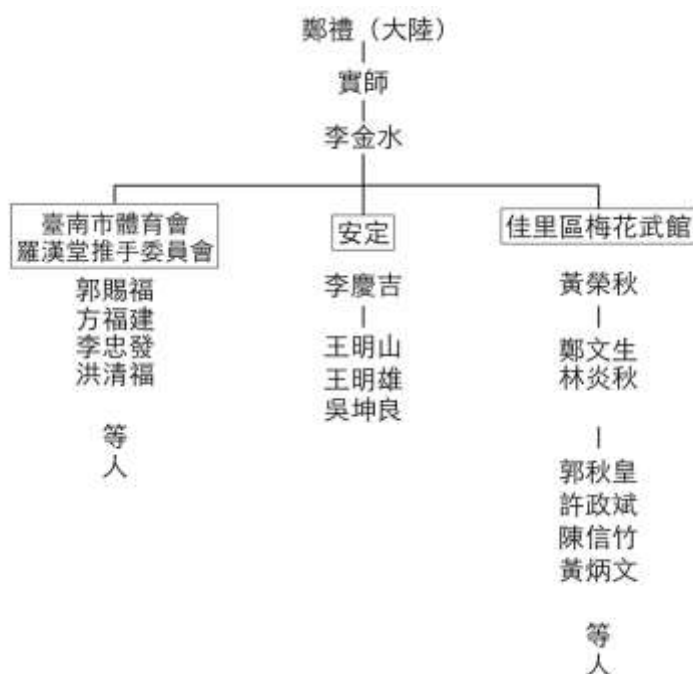 鄭禮（大陸）
實師
李金水
臺南市體育會
羅漢堂推手委員會
郭賜福
方福建
李忠發
洪清福
等
人
安定
李慶吉
王明山
王明雄
吳坤良
佳里區梅花武館
黃榮秋
鄭文生
林炎秋
郭秋皇
許政斌
陳信竹
黃炳文
等
人